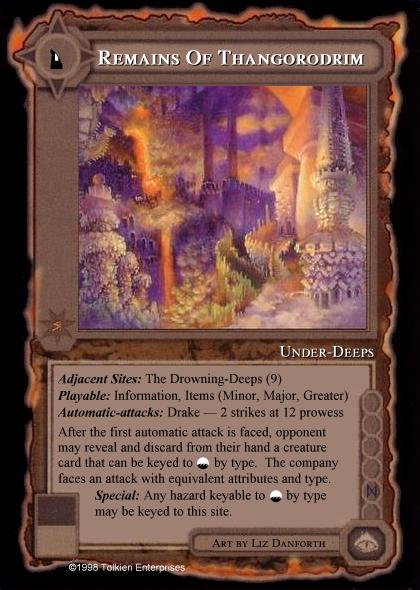 Remains Of Thangorodrim
Under-Deeps
Adjacent Sites: The Drowning-Deeps (9)
Playable: Information, Items (Minor, Major, Greater)
Automatic-attacks: Drake — 2 strikes at 12 prowess
After the first automatic attack is faced, opponent
may reveal and discard from their hand a creature
card that can be keyed to by type. The company
faces an attack with equivalent attributes and type.
Special: Any hazard keyable to by type
may be keyed to this site.
Art by Liz Danforth
©1998 Tolkien Enterprises